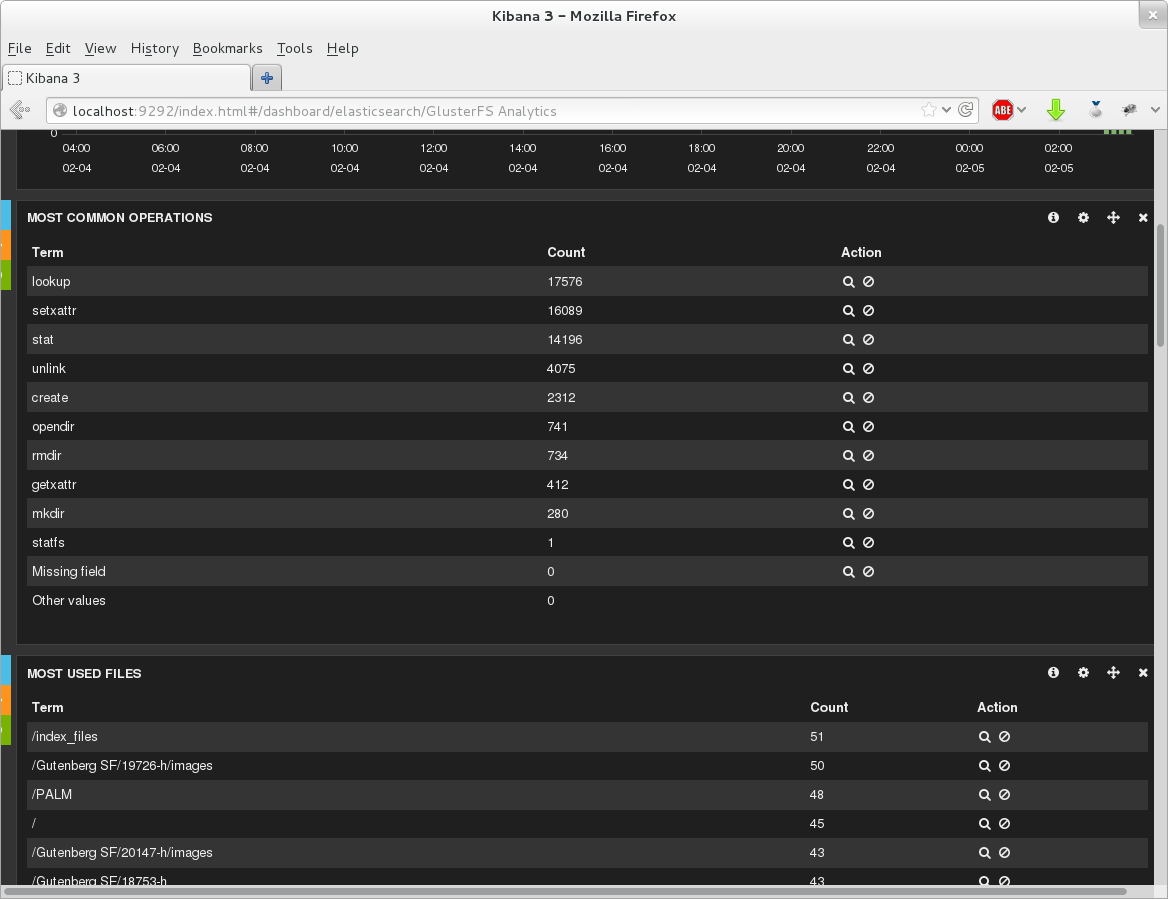 Kibana 3 - Mozilla Firefox
File Edit View History Bookmarks Tools Help
Kibana 3
localhost:9292/index.html#/dashboard/elasticsearch/GlusterFS Analytics
ABE
0
04:00 06:00 08:00 10:00 12:00 14:00 16:00 18:00 20:00 22:00 00:00 02:00
02-04 02-04 02-04 02-04 02-04 02-04 02-04 02-04 02-04 02-04 02-05 02-05
MOST COMMON OPERATIONS
Term Count Action
lookup 17576
setxattr 16089
stat 14196
unlink 4075
create 2312
opendir 741
rmdir 734
getxattr 412
mkdir 280
statfs 1
Missing field 0
Other values 0
MOST USED FILES
Term Count Action
/index_files 51
/Gutenberg SF/19726-h/images 50
/PALM 48
/ 45
/Gutenberg SF/20147-h/images 43
/Gutenberg SF/18753-h 43